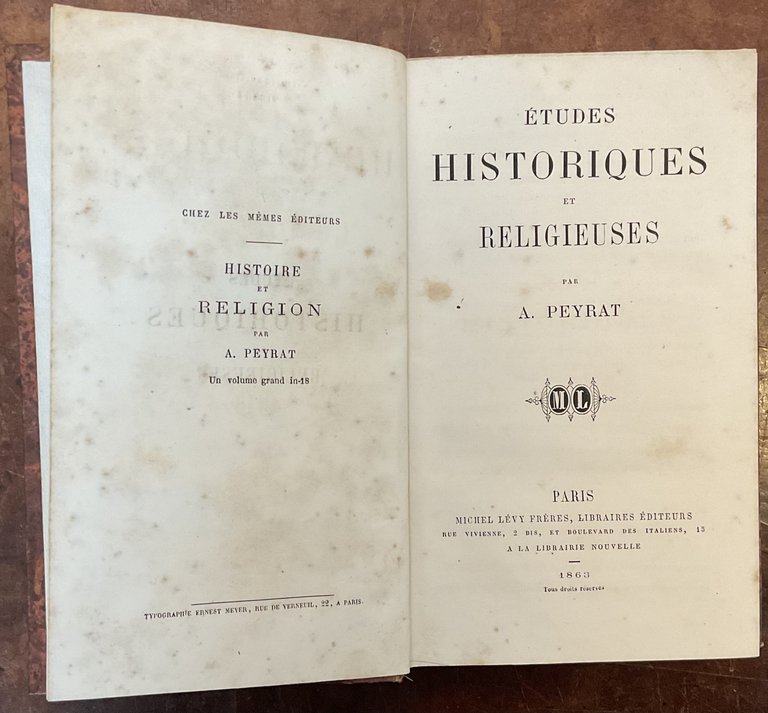 CHEZ LES MÊMES ÉDITEURS
HISTOIRE
ET
RELIGION
PAR
A. PEYRAT
Un volume grand in-18
TYPOGRAPHIE ERNEST MEYER, RUE DE VERNEUIL, 22, A PARIS.
ÉTUDES
HISTORIQUES
ET
RELIGIEUSES
PAR
A. PEYRAT
ML
PARIS
MICHEL LÉVY FRÈRES, LIBRAIRES ÉDITEURS
RUE VIVIENNE, 2 BIS, ET BOULEVARD DES ITALIENS, 15
A LA LIBRAIRIE NOUVELLE
1863
Tous droits réservés